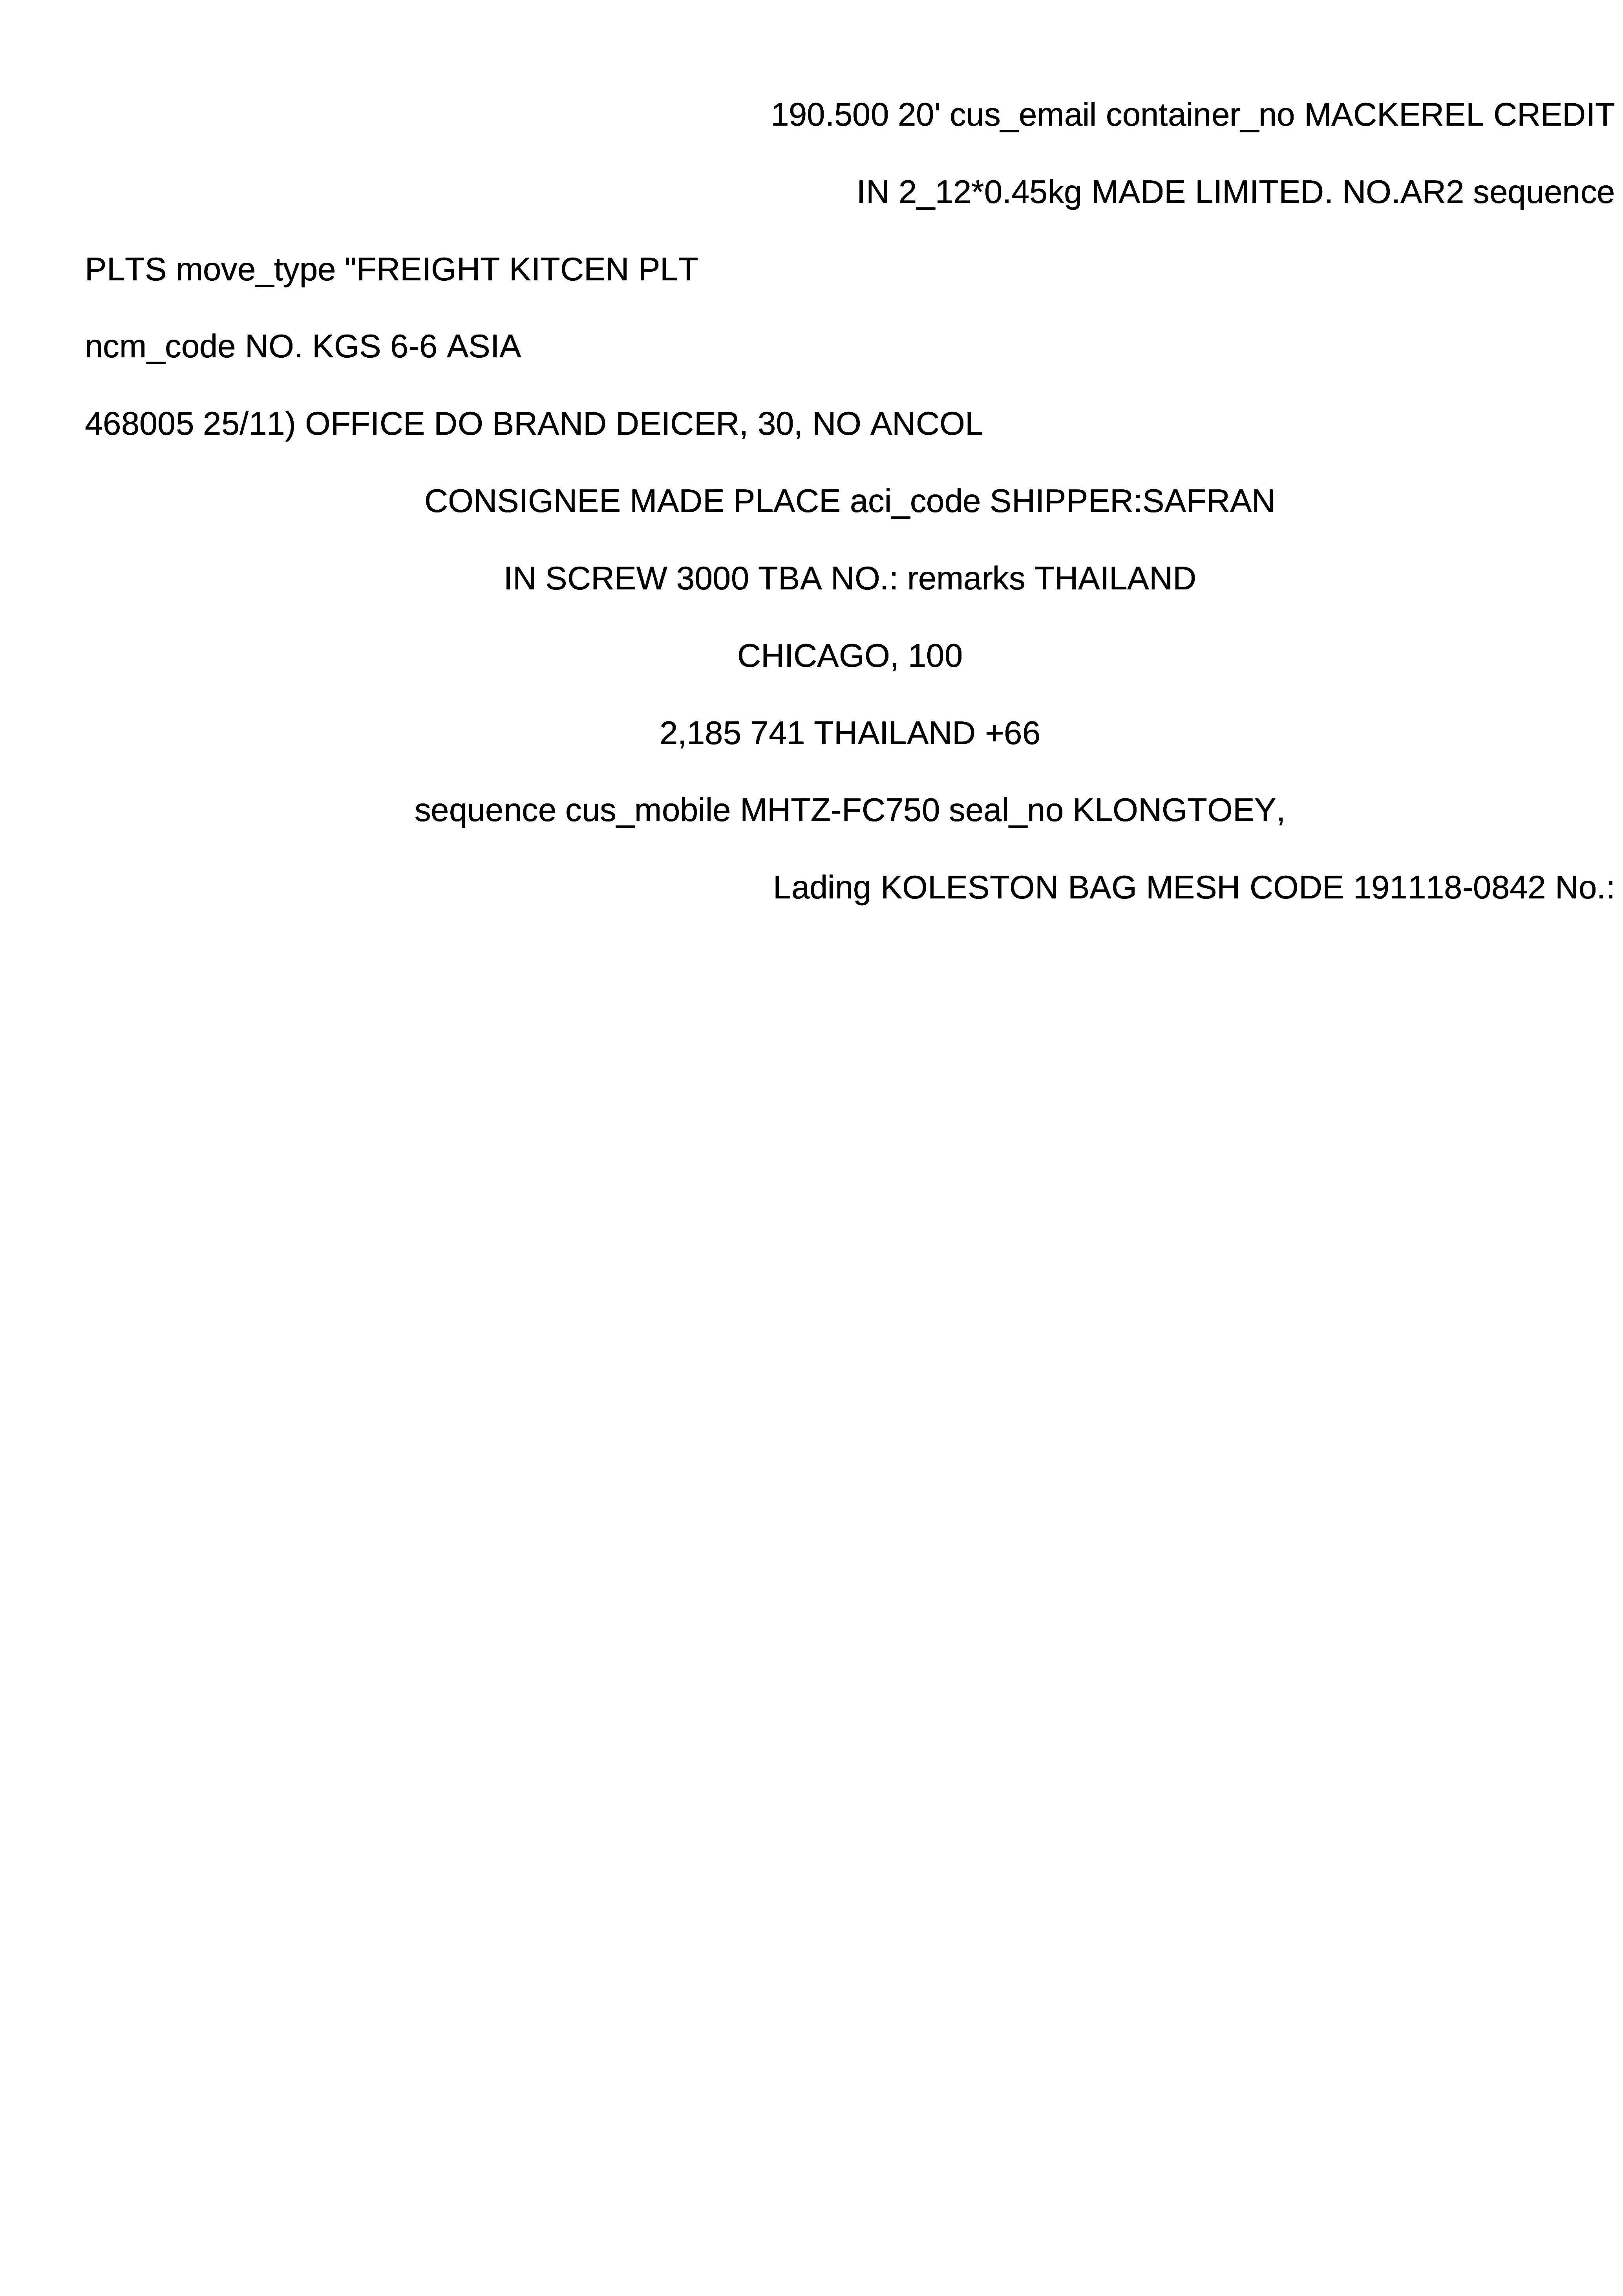 190.500 20' cus_email container_no MACKEREL CREDIT
IN 2_12*0.45kg MADE LIMITED. NO.AR2 sequence
PLTS move_type "FREIGHT KITCEN PLT
ncm_code NO. KGS 6-6 ASIA
468005 25/11) OFFICE DO BRAND DEICER, 30, NO ANCOL
CONSIGNEE MADE PLACE aci_code SHIPPER:SAFRAN
IN SCREW 3000 TBA NO.: remarks THAILAND
CHICAGO, 100
2,185 741 THAILAND +66
sequence cus_mobile MHTZ-FC750 seal_no KLONGTOEY,
Lading KOLESTON BAG MESH CODE 191118-0842 No.: